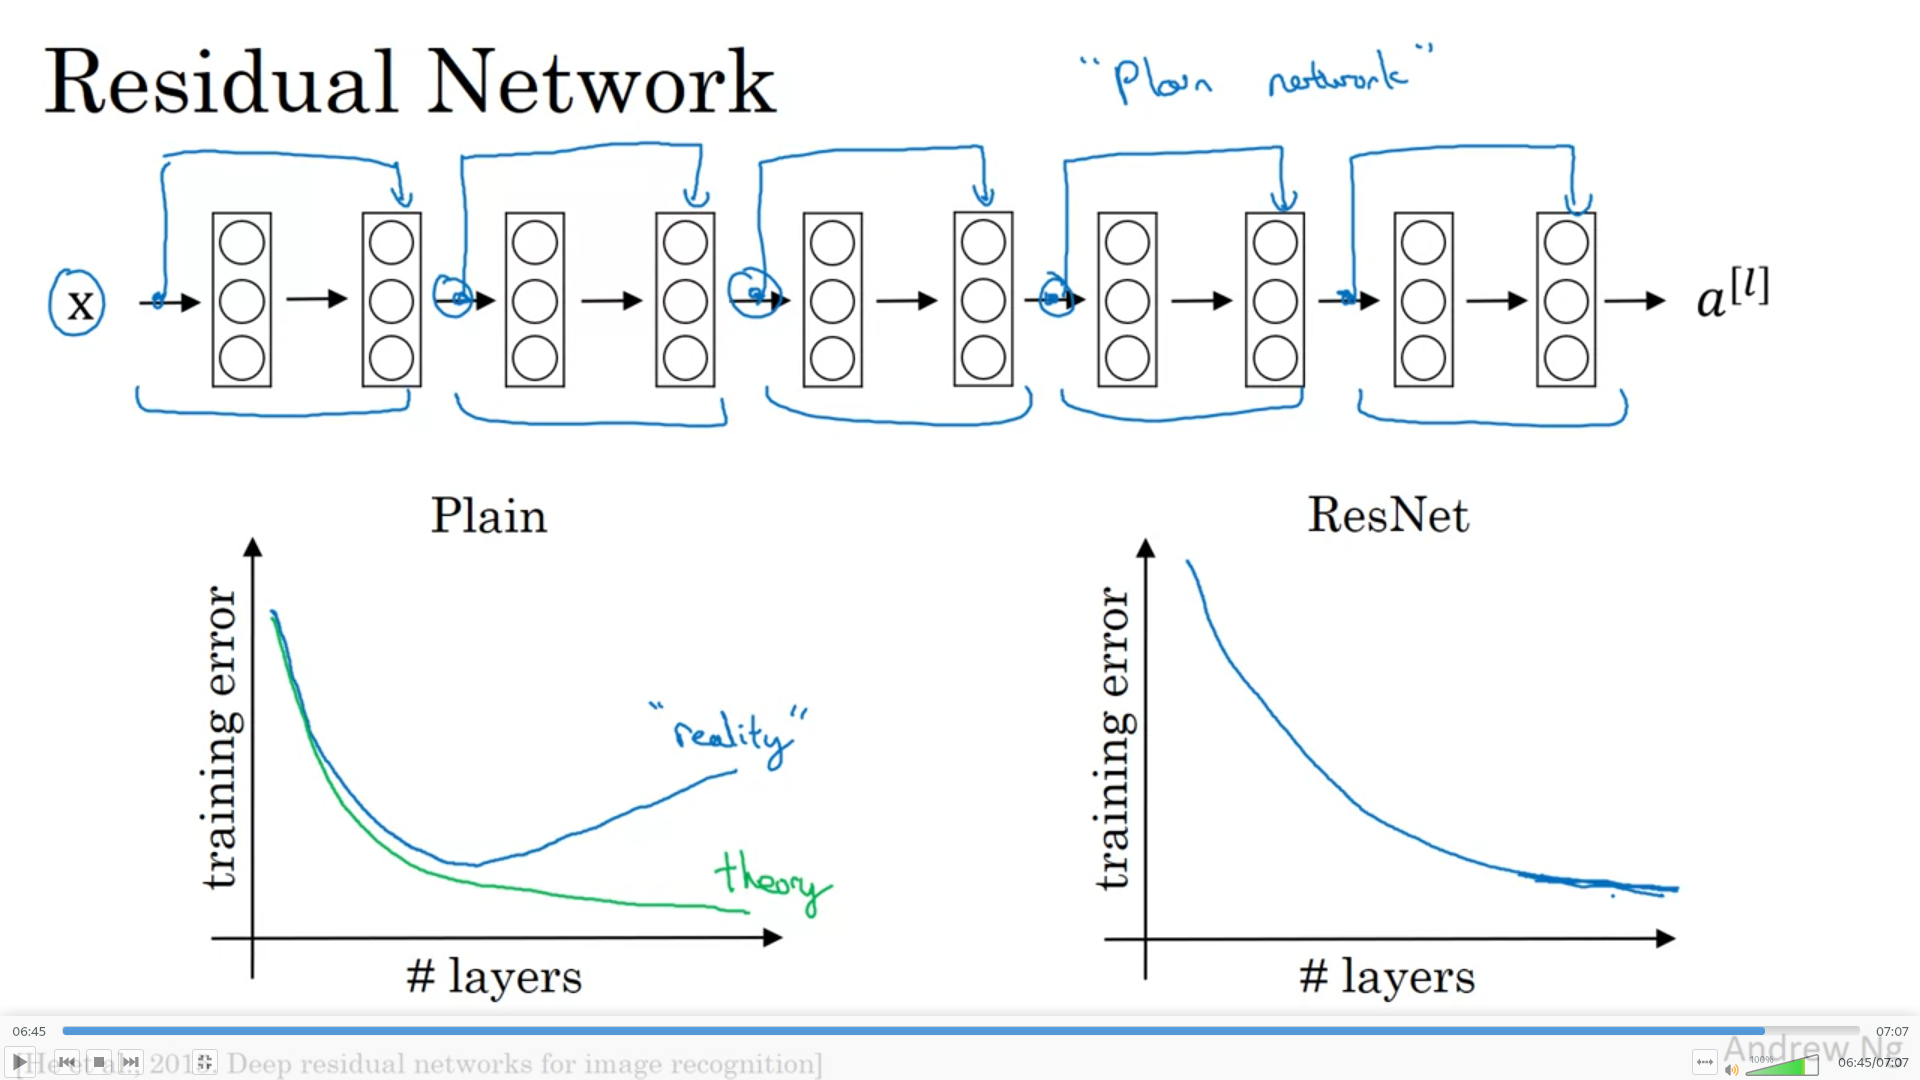 Residual Network
"Plain network"
x
a[l]
Plain
ResNet
training error
"reality"
theory
# layers
training error
# layers
06:45
07:07
[He et al., 201. Deep residual networks for image recognition]
Andrew Ng
100%
06:45/07:07